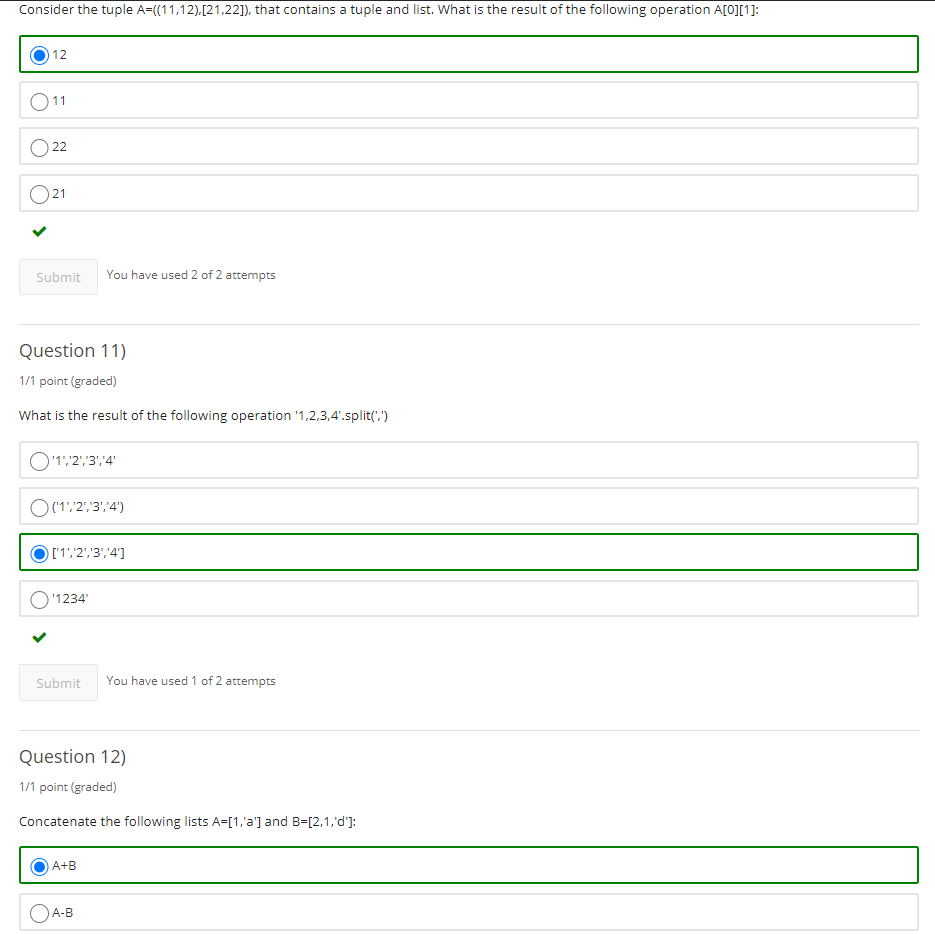 Consider the tuple A=((11,12),[21,22]), that contains a tuple and list. What is the result of the following operation A[0][1]:
12
11
22
21
Submit You have used 2 of 2 attempts
Question 11)
1/1 point (graded)
What is the result of the following operation '1,2,3,4'.split(',')
'1','2','3','4'
('1','2','3','4')
['1','2','3','4']
'1234'
Submit You have used 1 of 2 attempts
Question 12)
1/1 point (graded)
Concatenate the following lists A=[1,'a'] and B=[2,1,'d']:
A+B
A-B